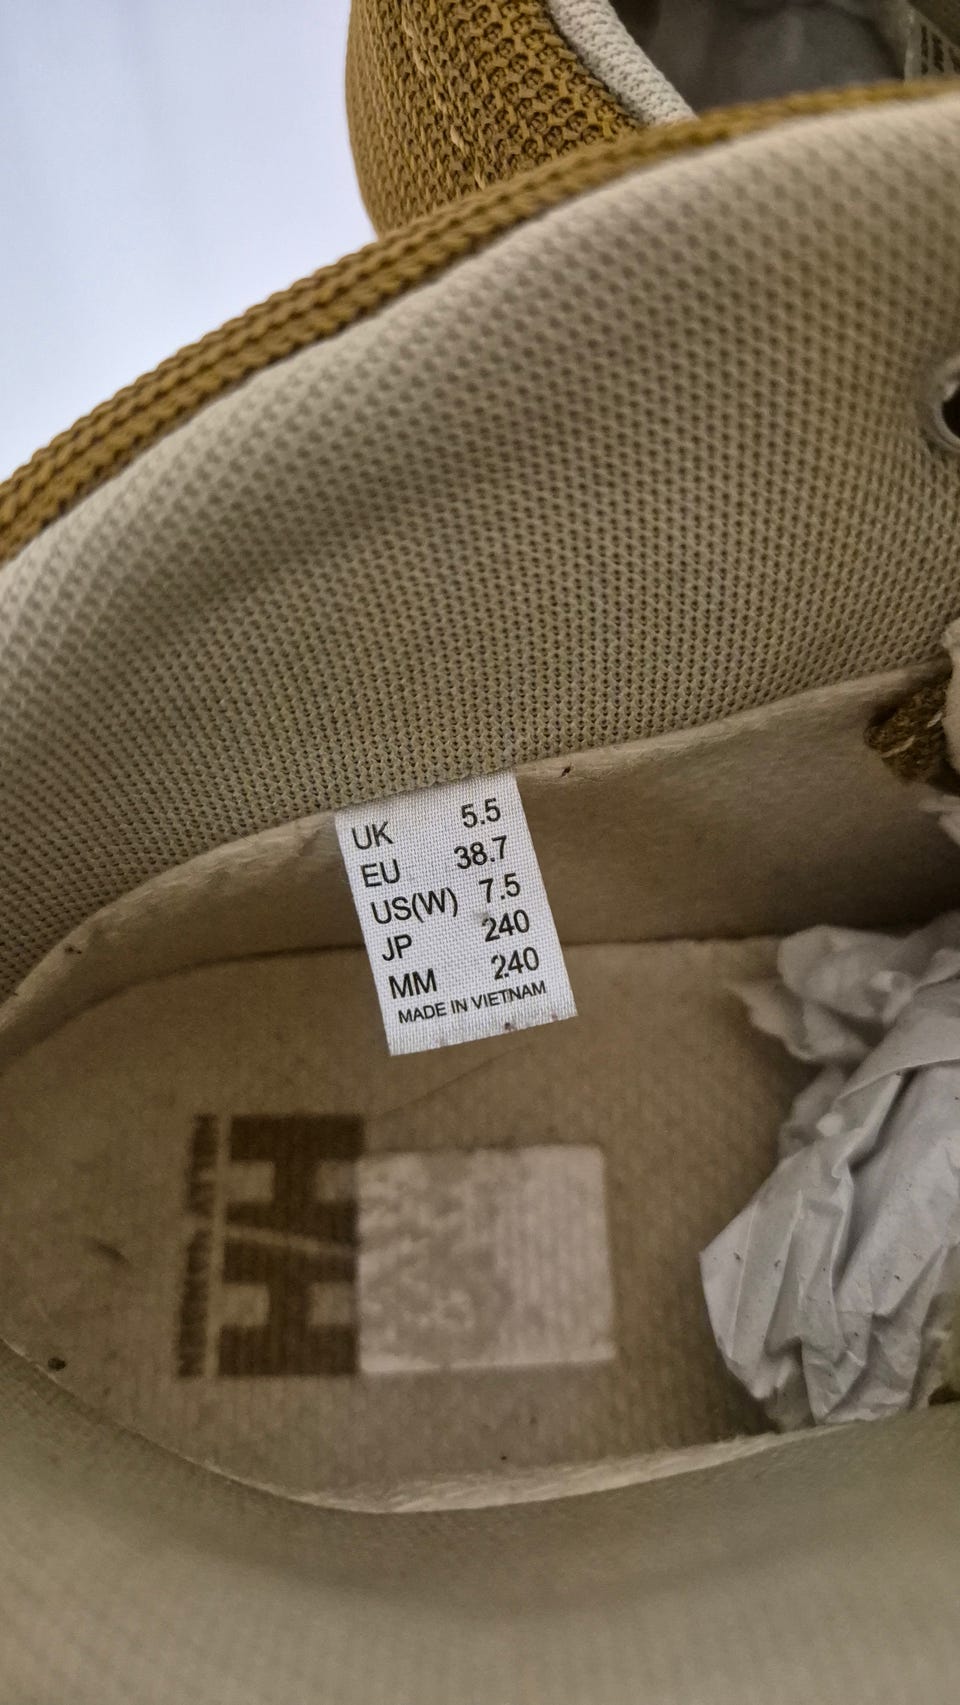 UK 5.5
EU 38.7
US(W) 7.5
JP 240
MM 240
MADE IN VIETNAM
HH